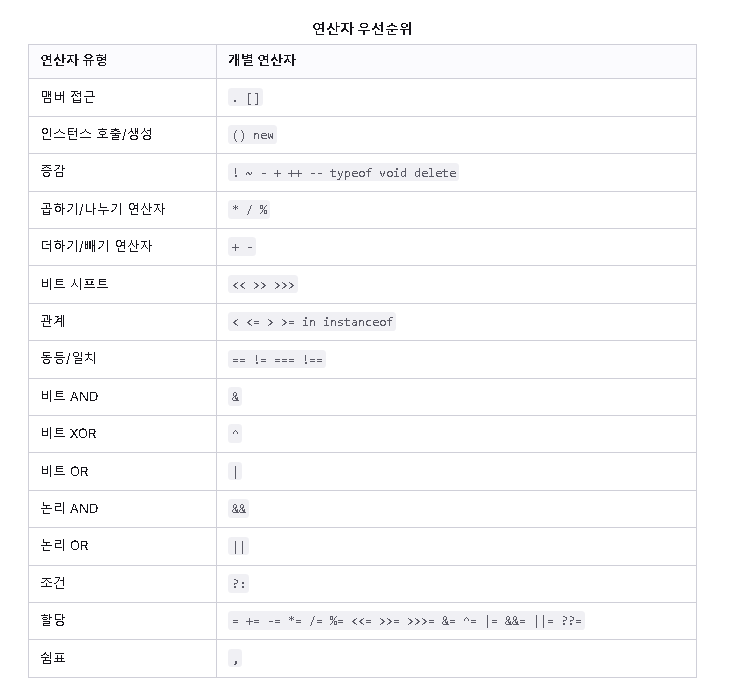 연산자 우선순위
연산자 유형 개별 연산자
멤버 접근 . []
인스턴스 호출/생성 () new
증감 ! ~ - + ++ -- typeof void delete
곱하기/나누기 연산자 * / %
더하기/빼기 연산자 + -
비트 시프트 << >> >>>
관계 < <= > >= in instanceof
동등/일치 == != === !==
비트 AND &
비트 XOR ^
비트 OR |
논리 AND &&
논리 OR ||
조건 ?:
할당 = += -= *= /= %= <<= >>= >>>= &= ^= |= &&= ||= ??=
쉼표 ,